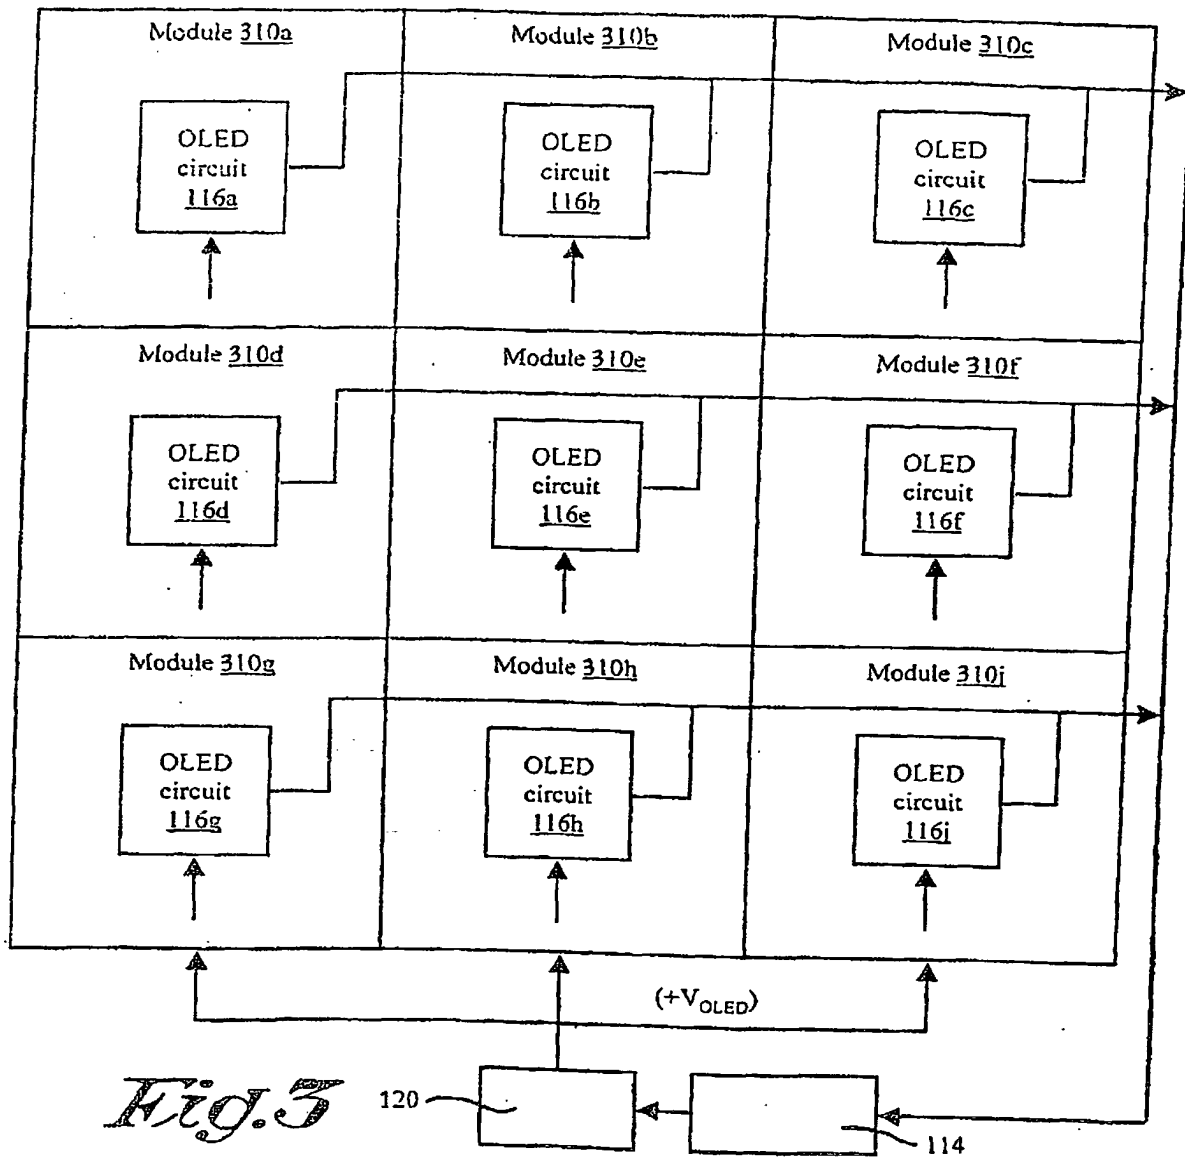 Module 310a
Module 310b
Module 310c
OLED
circuit
116a
OLED
circuit
116b
OLED
circuit
116c
Module 310d
Module 310e
Module 310f
OLED
circuit
116d
OLED
circuit
116e
OLED
circuit
116f
Module 310g
Module 310h
Module 310j
OLED
circuit
116g
OLED
circuit
116h
OLED
circuit
116j
(+VOLED)
Fig.3
120
114